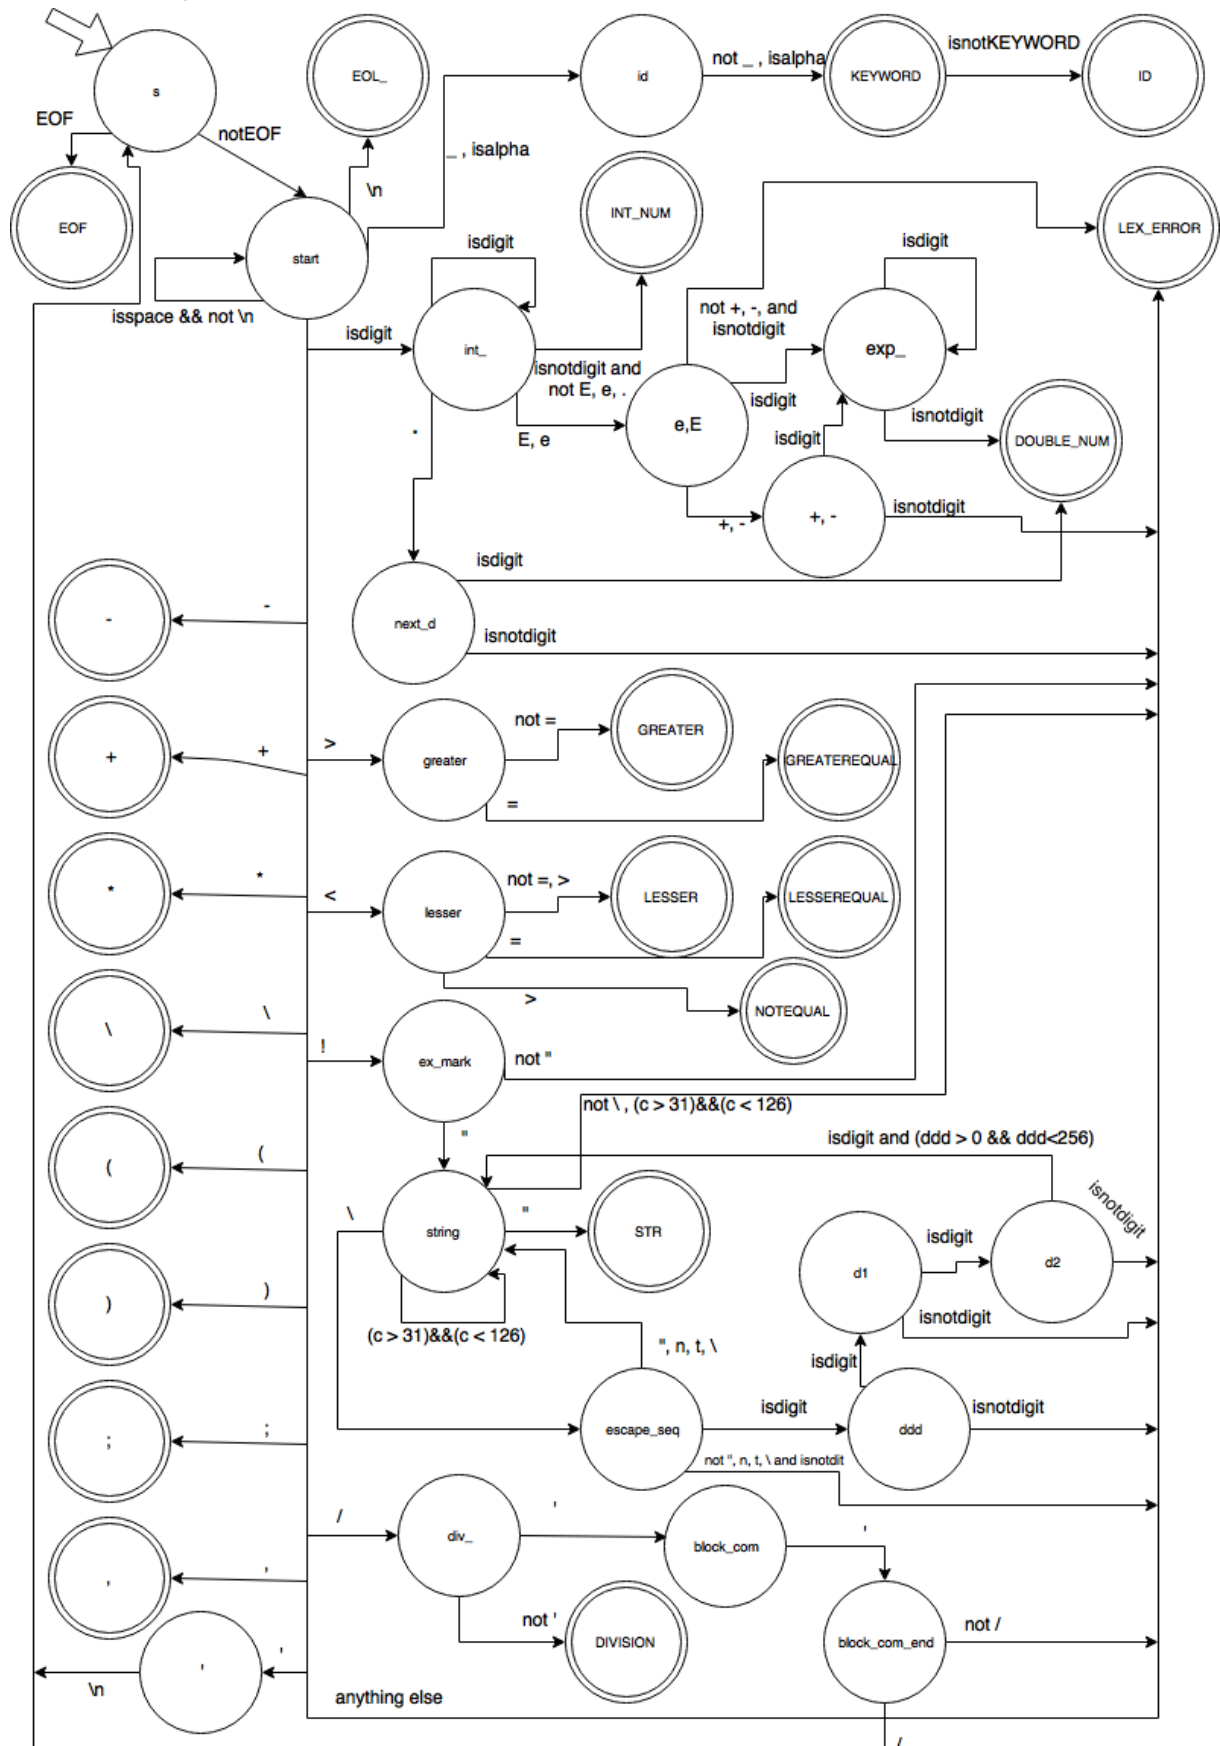 isnotKEYWORD
not _ , isalpha
s
EOL_
id
KEYWORD
ID
EOF
notEOF
_ , isalpha
\n
INT_NUM
EOF
LEX_ERROR
start
isdigit
isdigit
isspace && not \n
isdigit
int_
not +, -, and
isnotdigit
exp_
isnotdigit and
not E, e, .
isdigit
isnotdigit
.
E, e
e,E
isdigit
DOUBLE_NUM
+, -
+, -
isnotdigit
isdigit
-
-
next_d
isnotdigit
not =
GREATER
+
+
>
greater
GREATEREQUAL
=
*
*
<
not =, >
lesser
LESSER
LESSEREQUAL
=
>
NOTEQUAL
\
\
!
ex_mark
not "
not \ , (c > 31)&&(c < 126)
"
isdigit and (ddd > 0 && ddd<256)
(
(
\
string
"
STR
isnotdigit
isdigit
d1
d2
)
)
(c > 31)&&(c < 126)
isnotdigit
", n, t, \
isdigit
;
;
escape_seq
isdigit
ddd
isnotdigit
not ", n, t, \ and isnotdit
/
div_
'
block_com
'
,
,
not '
DIVISION
block_com_end
not /
'
'
\n
anything else
/